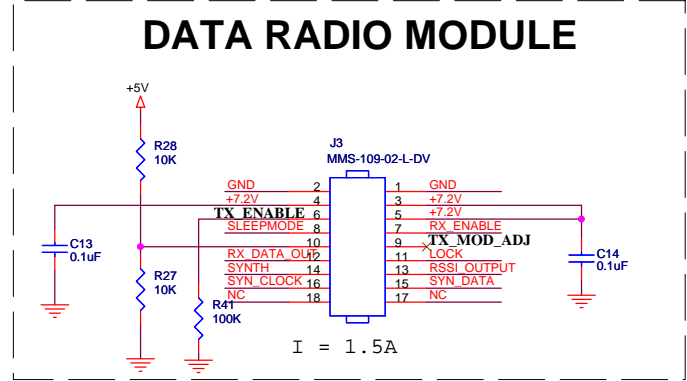 DATA RADIO MODULE
+5V
R28
10K
J3
MMS-109-02-L-DV
GND 2 1 GND
+7.2V 4 3 +7.2V
TX_ENABLE 6 5 +7.2V
SLEEPMODE 8 7 RX_ENABLE
10 9 TX_MOD_ADJ
RX_DATA_OUT 12 11 LOCK
SYNTH 14 13 RSSI_OUTPUT
SYN_CLOCK 16 15 SYN_DATA
NC 18 17 NC
C13
0.1uF
R27
10K
R41
100K
C14
0.1uF
I = 1.5A